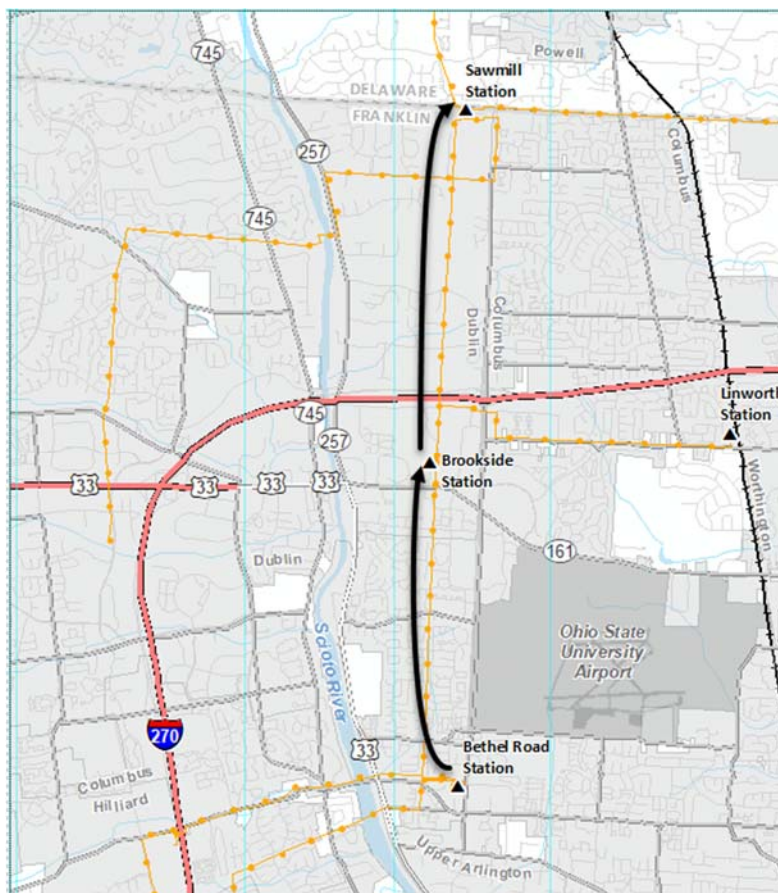 Powell
745
Sawmill
Station
DELAWARE
FRANKLIN
Columbus
257
745
Columbus
Dublin
745
257
Linworth
Station
33
33
33
33
Brookside
Station
Worthington
161
Dublin
Ohio State
University
Airport
Scioto River
270
33
Bethel Road
Station
Columbus
Hilliard
Upper Arlington